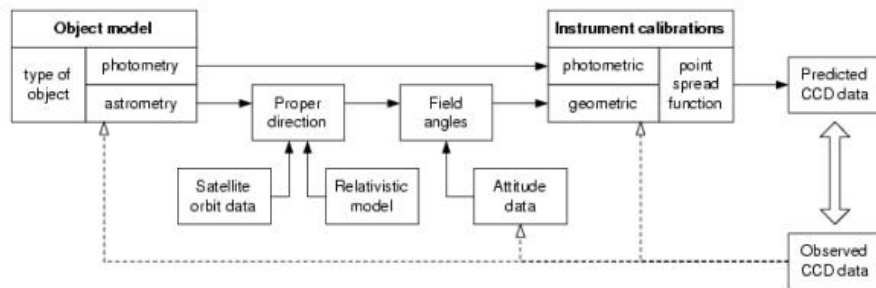 Object model
type of
object
photometry
astrometry
Proper
direction
Field
angles
Satellite
orbit data
Relativistic
model
Attitude
data
Instrument calibrations
photometric
geometric
point
spread
function
Predicted
CCD data
Observed
CCD data